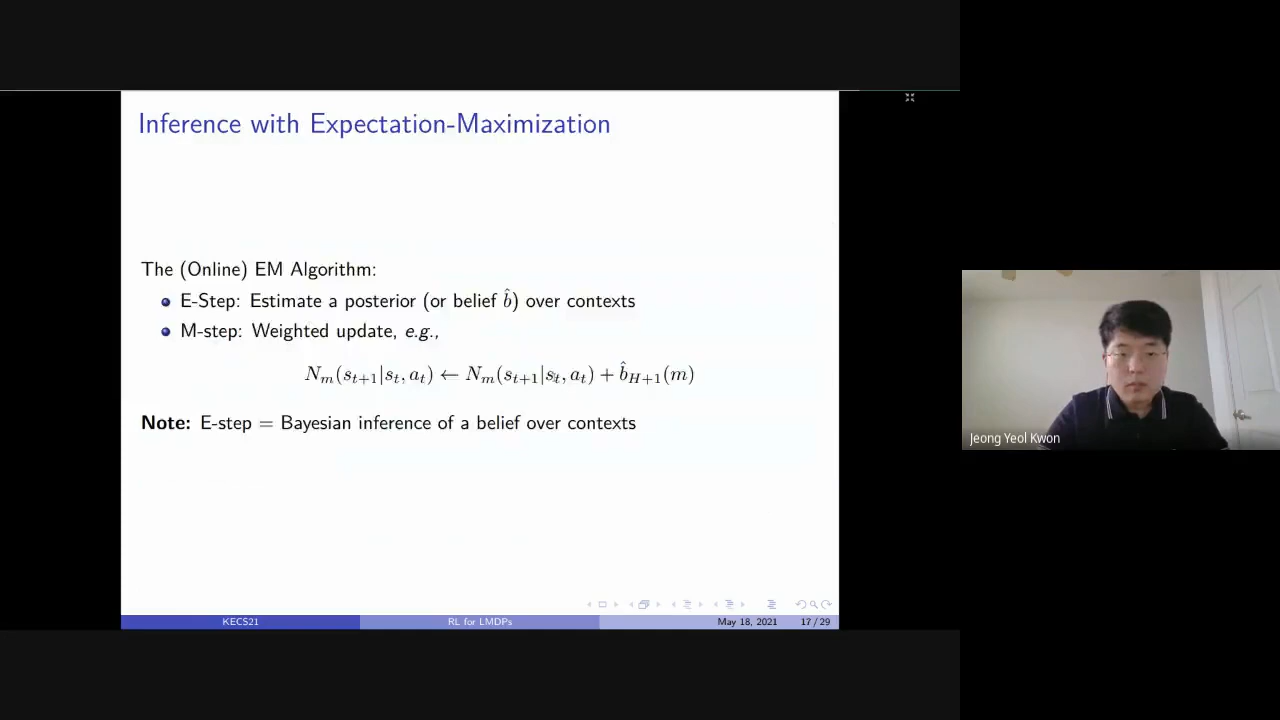 Inference with Expectation-Maximization
The (Online) EM Algorithm:
E-Step: Estimate a posterior (or belief b̂) over contexts
M-step: Weighted update, e.g.,
N_m(s_{t+1}|s_t, a_t) ← N_m(s_{t+1}|s_t, a_t) + b̂_{H+1}(m)
Note: E-step = Bayesian inference of a belief over contexts
KECS21 RL for LMDPs May 18, 2021 17 / 29
Jeong Yeol Kwon